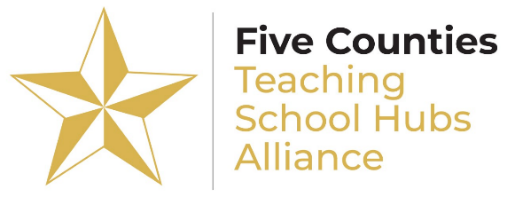 Five Counties
Teaching
School Hubs
Alliance